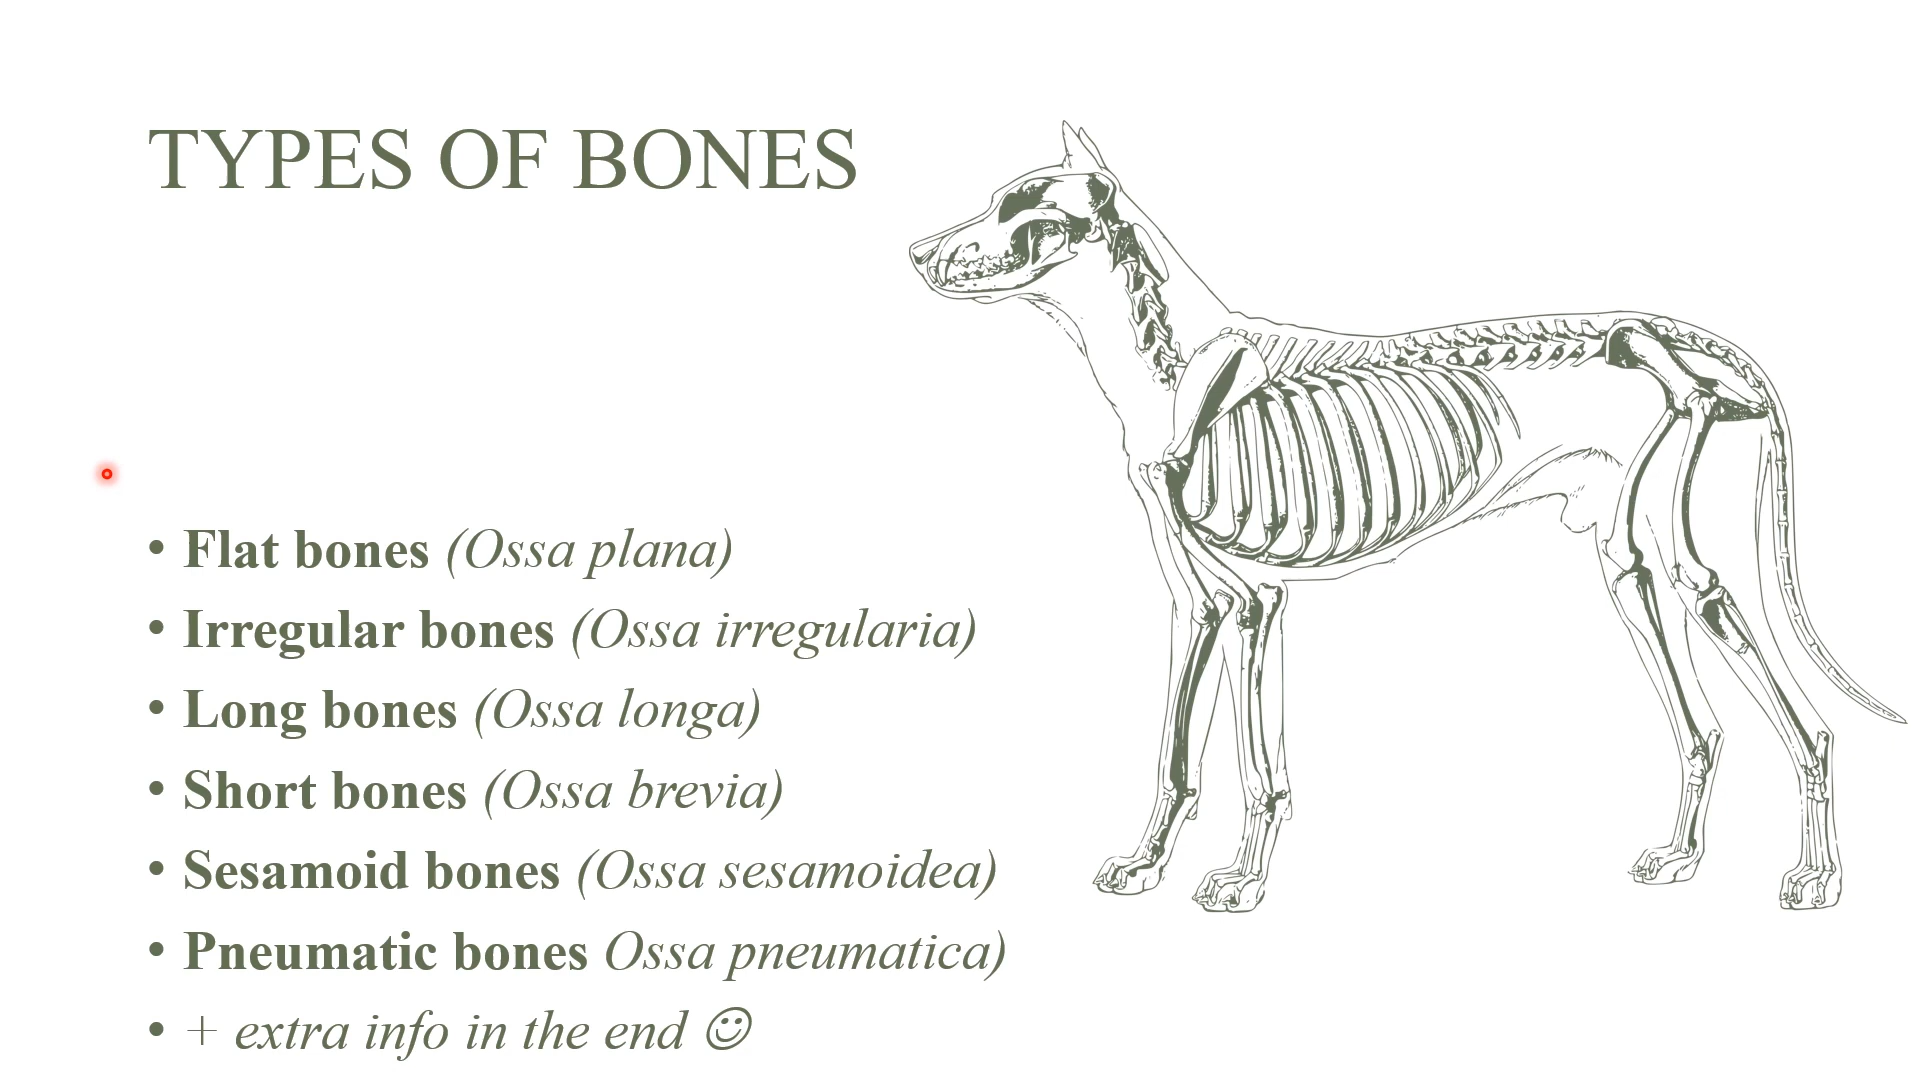 TYPES OF BONES
• Flat bones (Ossa plana)
• Irregular bones (Ossa irregularia)
• Long bones (Ossa longa)
• Short bones (Ossa brevia)
• Sesamoid bones (Ossa sesamoidea)
• Pneumatic bones Ossa pneumatica)
• + extra info in the end ☺